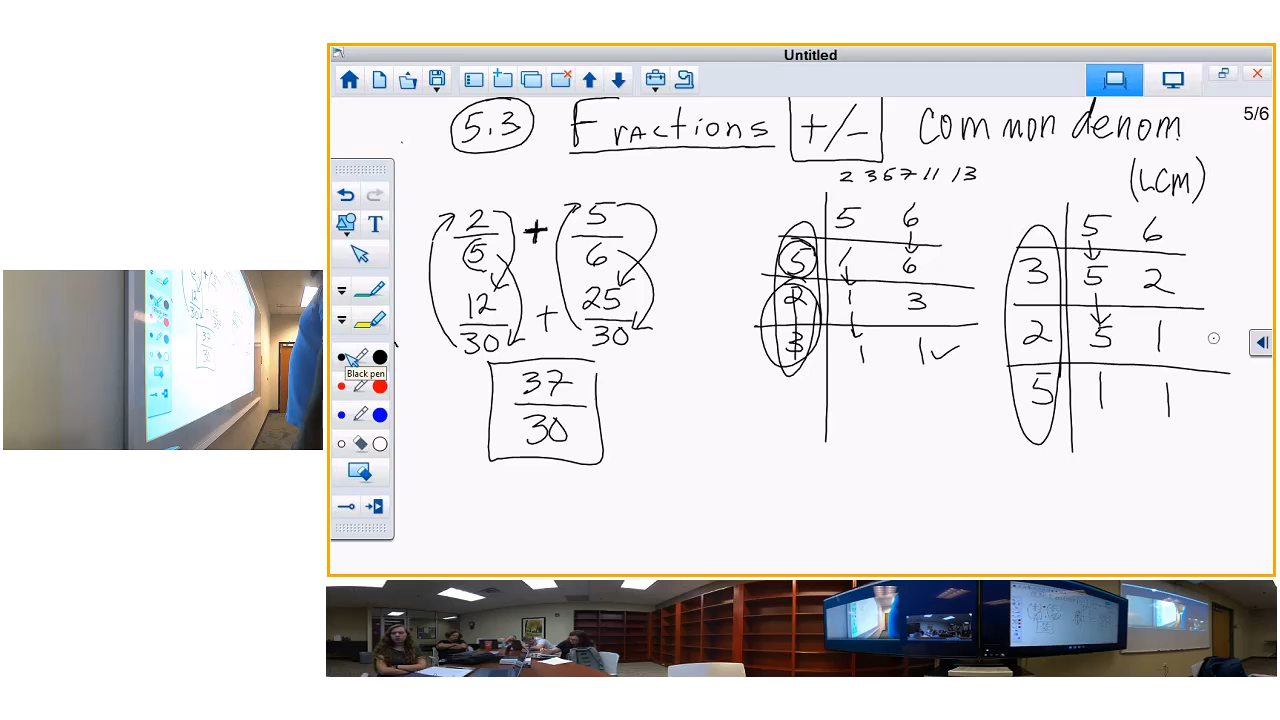 Untitled
5/6
5.3 Fractions +/- Common denom.
(LCM)
2 3 5 7 11 13
2/5 + 5/6
12/30 + 25/30
37/30
5 6
5 1 6
2 1 3
3 1 1✓
5 6
3 5 2
2 5 1
5 1 1
T
Black pen